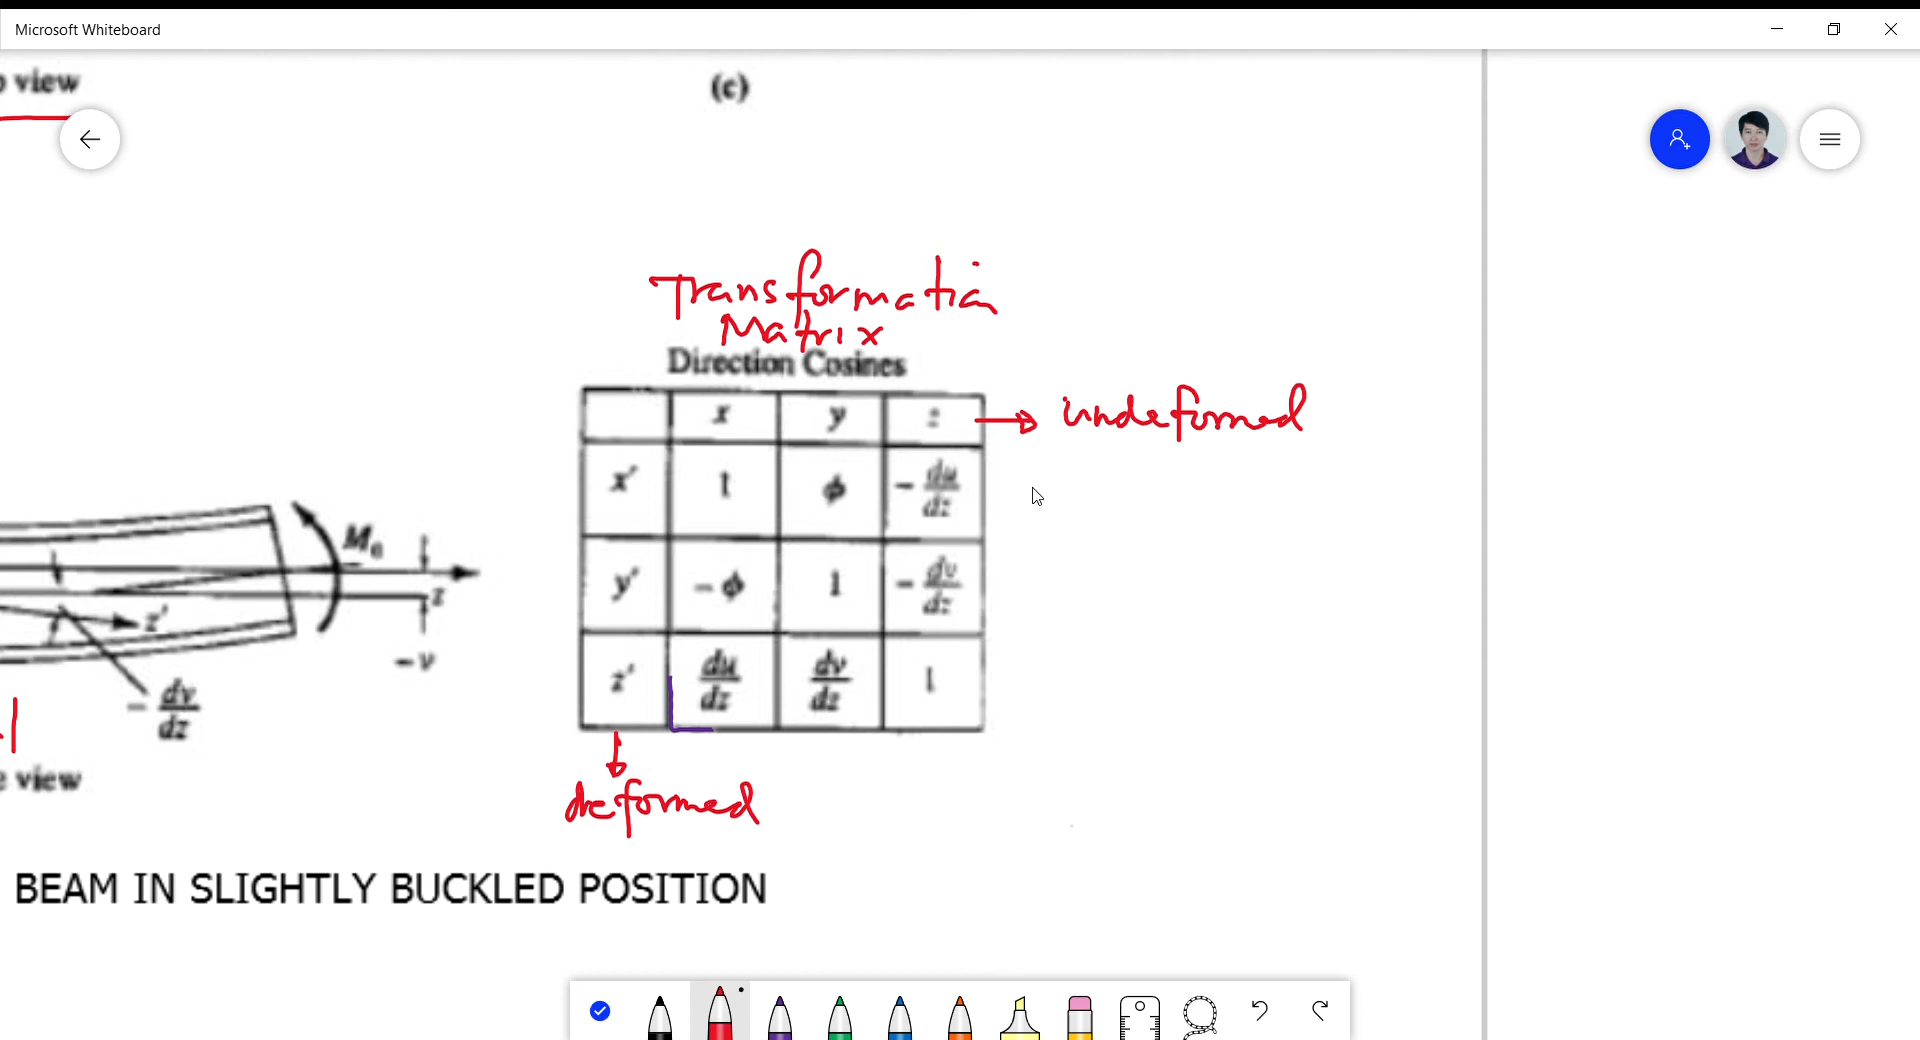 Microsoft Whiteboard
view
(c)
Transformation
Matrix
Direction Cosines
x y z → undeformed
x′ 1 ϕ − du/dz
y′ − ϕ 1 − dv/dz
z′ du/dz dv/dz 1
M₀
z
z′
− v
− dv/dz
view
deformed
BEAM IN SLIGHTLY BUCKLED POSITION